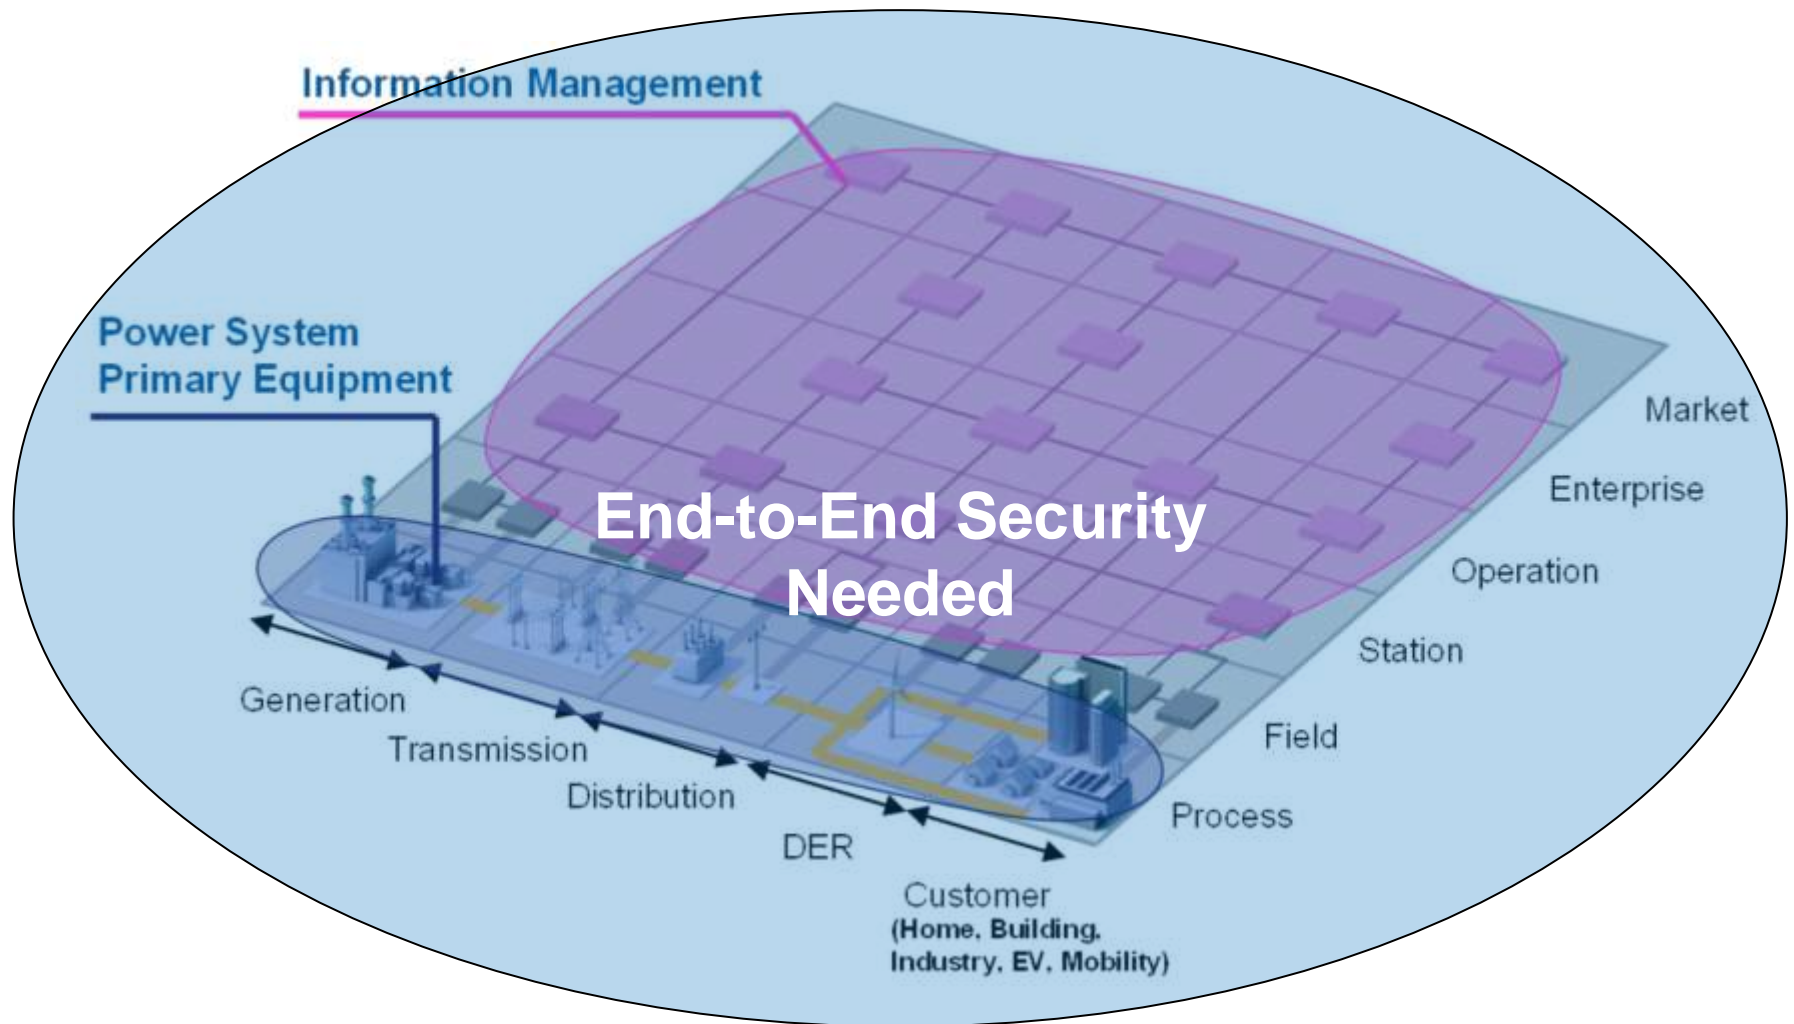 Information Management
Power System
Primary Equipment
End-to-End Security
Needed
Market
Enterprise
Operation
Station
Field
Process
Generation
Transmission
Distribution
DER
Customer
(Home, Building,
Industry, EV, Mobility)